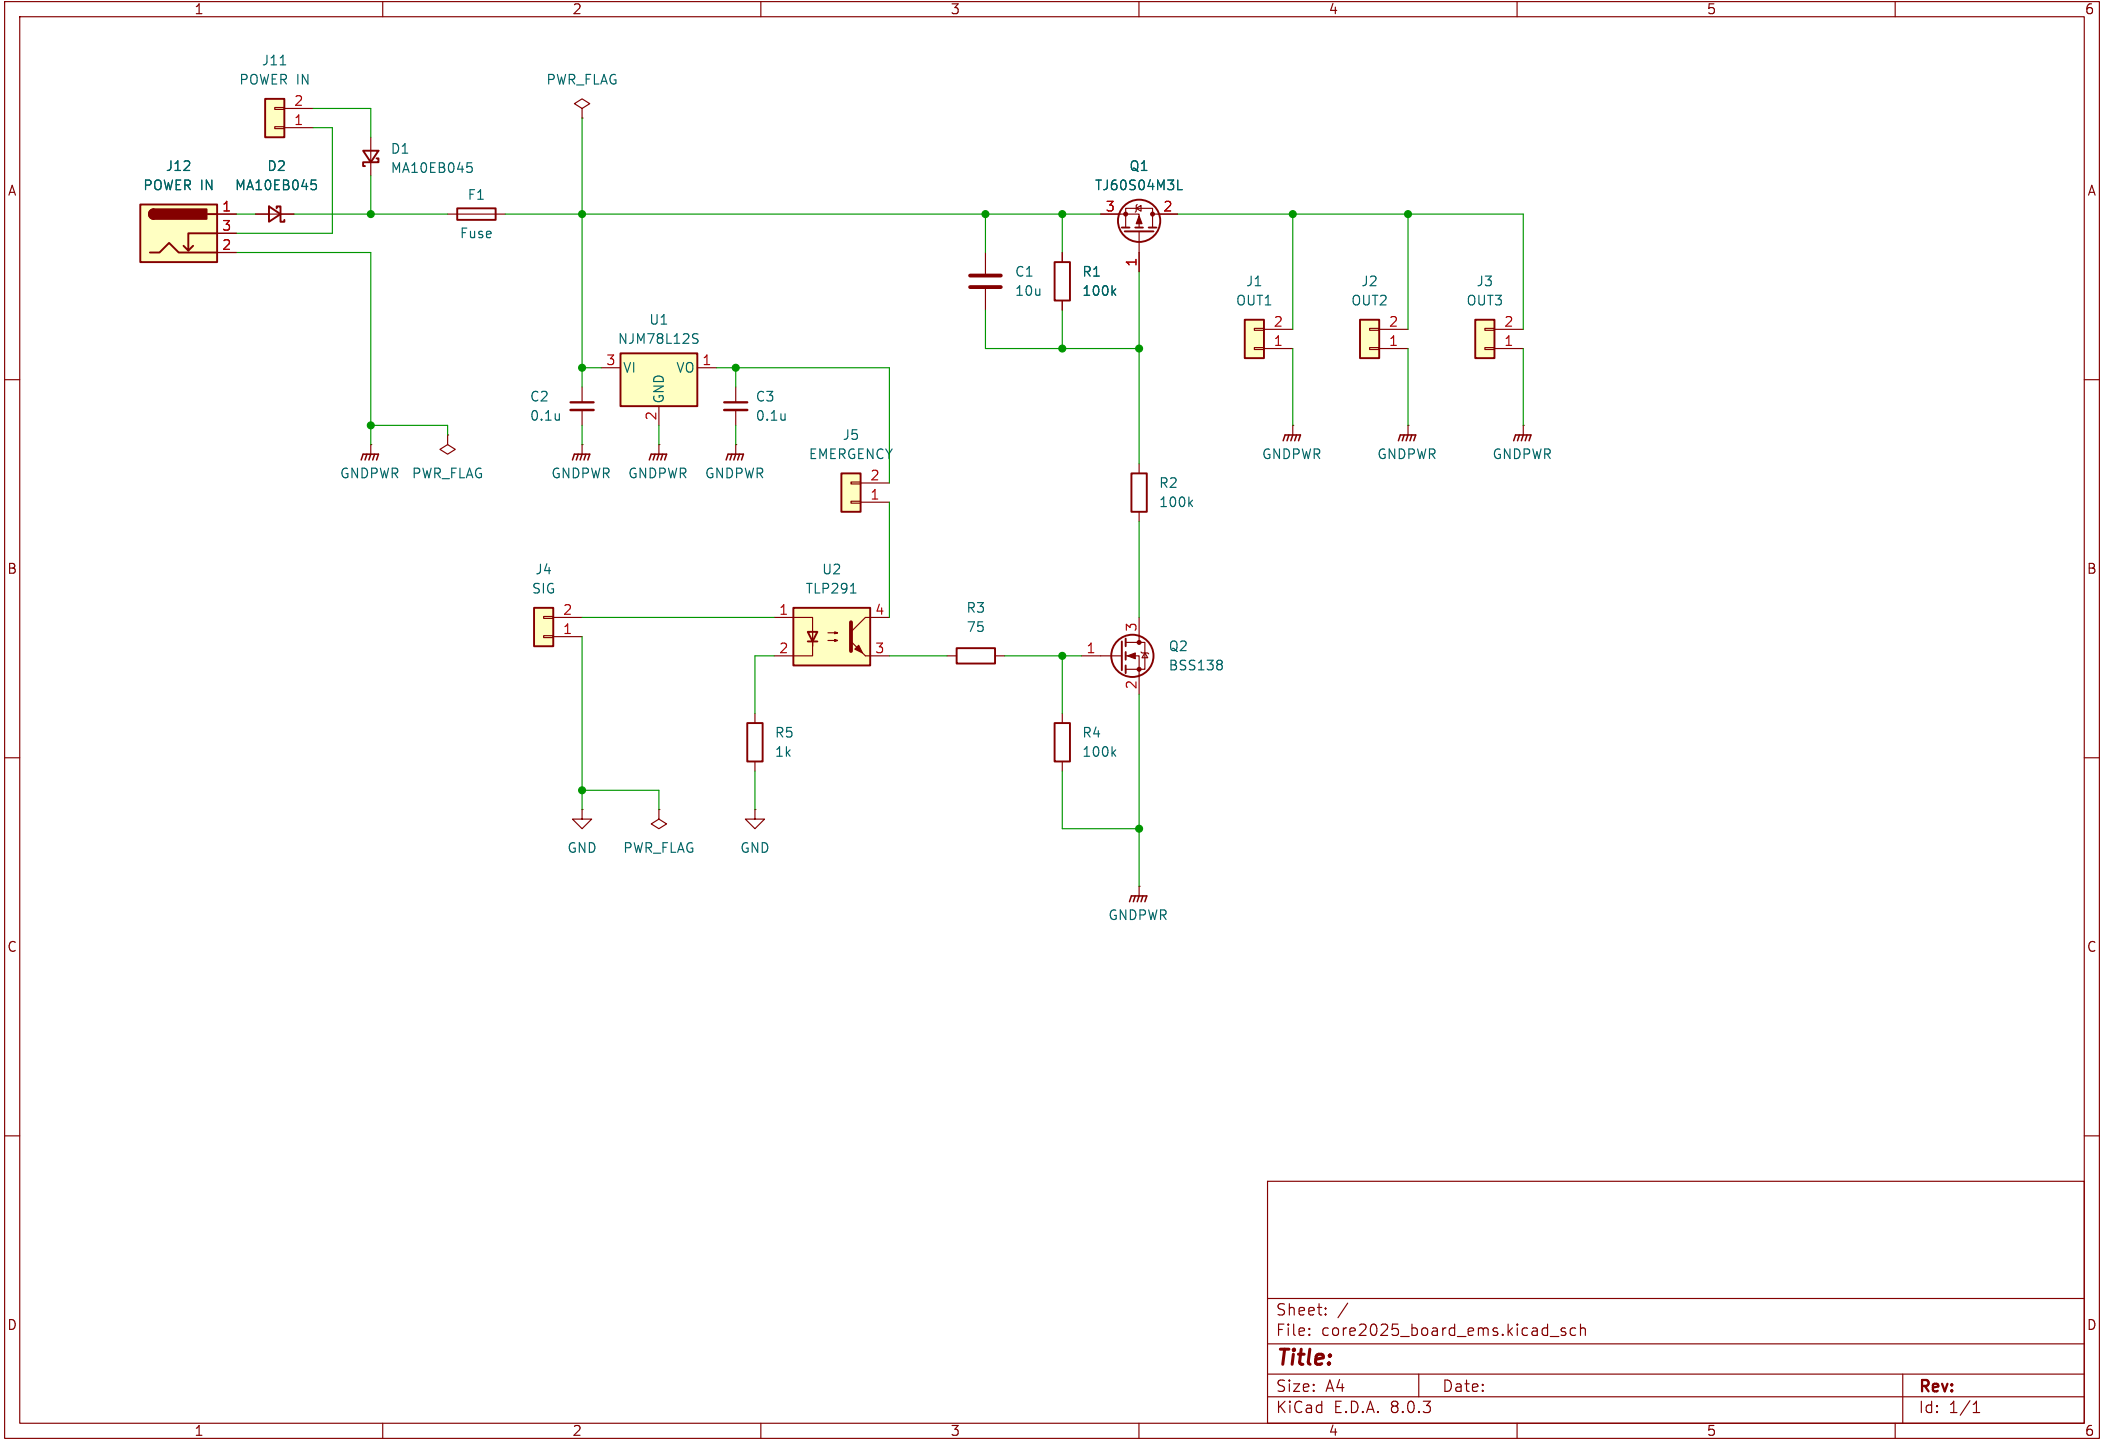 1 2 3 4 5 6
J11
POWER IN
2
1
PWR_FLAG
D1
MA10EB045
J12
POWER IN
D2
MA10EB045
1
3
2
F1
Fuse
Q1
TJ60S04M3L
3
2
1
A
A
C1
10u
R1
100k
J1
OUT1
2
1
J2
OUT2
2
1
J3
OUT3
2
1
U1
NJM78L12S
3
VI
VO
1
GND
2
C2
0.1u
C3
0.1u
GNDPWR
PWR_FLAG
GNDPWR
GNDPWR
GNDPWR
GNDPWR
GNDPWR
GNDPWR
J5
EMERGENCY
2
1
R2
100k
B
B
J4
SIG
2
1
U2
TLP291
1
2
4
3
R3
75
3
1
2
Q2
BSS138
R5
1k
R4
100k
GND
PWR_FLAG
GND
GNDPWR
C
C
D
D
Sheet: /
File: core2025_board_ems.kicad_sch
Title:
Size: A4
Date:
Rev:
KiCad E.D.A. 8.0.3
Id: 1/1
1 2 3 4 5 6